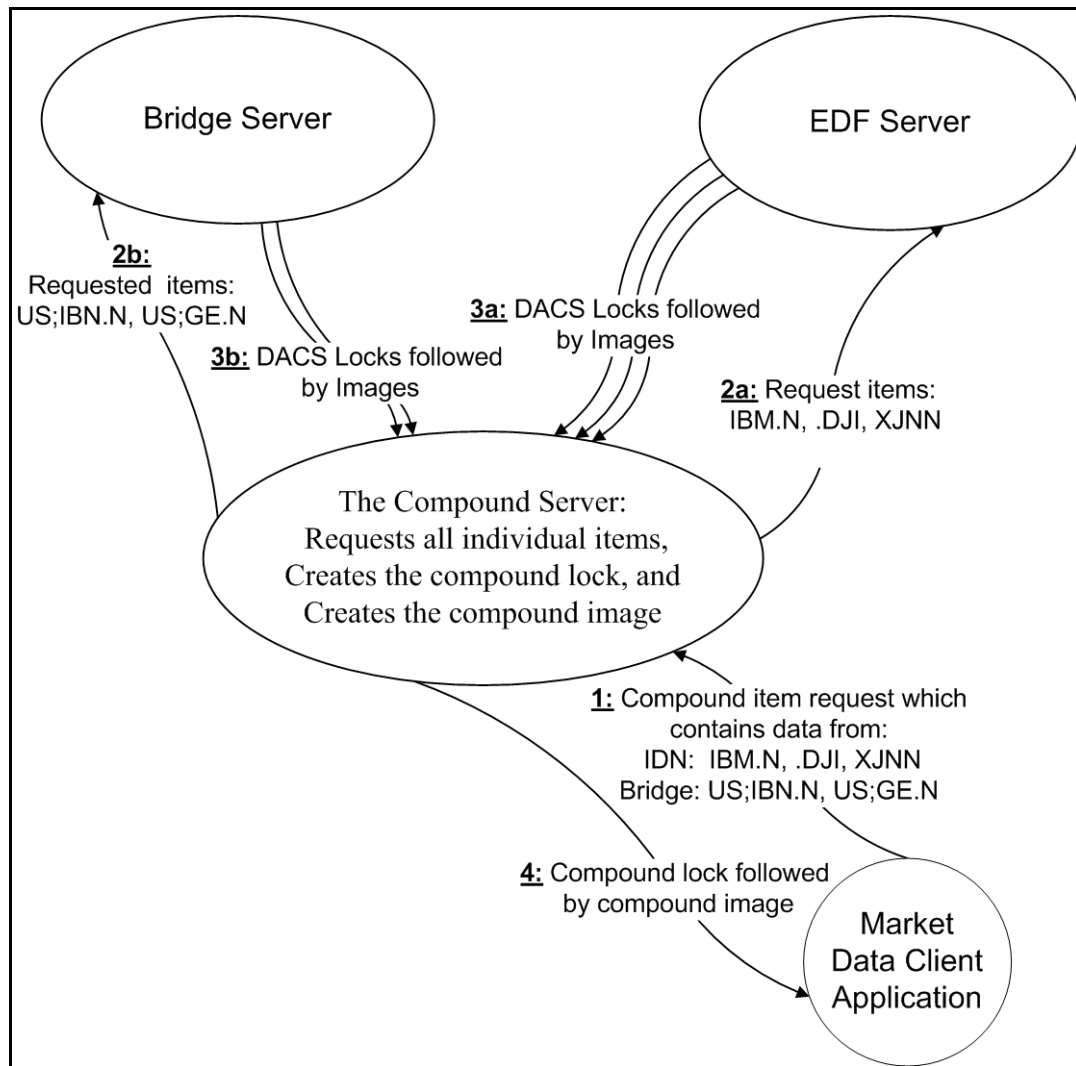 Bridge Server
EDF Server
2b:
Requested items:
US;IBN.N, US;GE.N
3a: DACS Locks followed
by Images
3b: DACS Locks followed
by Images
2a: Request items:
IBM.N, .DJI, XJNN
The Compound Server:
Requests all individual items,
Creates the compound lock, and
Creates the compound image
1: Compound item request which
contains data from:
IDN: IBM.N, .DJI, XJNN
Bridge: US;IBN.N, US;GE.N
4: Compound lock followed
by compound image
Market
Data Client
Application